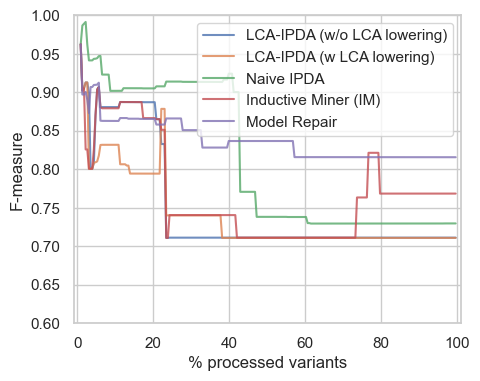 1.00
0.95
0.90
0.85
0.80
0.75
0.70
0.65
0.60
F-measure
LCA-IPDA (w/o LCA lowering)
LCA-IPDA (w LCA lowering)
Naive IPDA
Inductive Miner (IM)
Model Repair
0 20 40 60 80 100
% processed variants